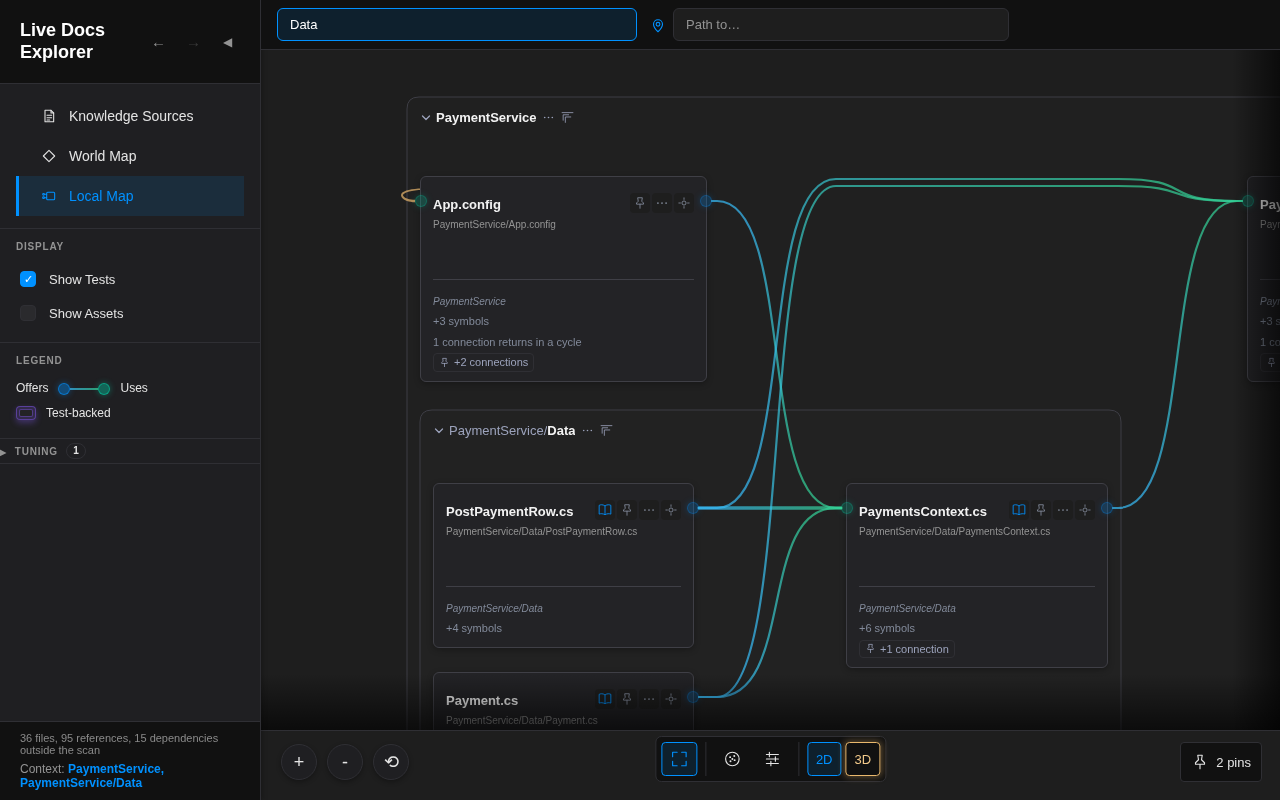 Live Docs
Explorer
← → ◀
Knowledge Sources
World Map
Local Map
DISPLAY
✓ Show Tests
Show Assets
LEGEND
Offers Uses
Test-backed
▶ TUNING 1
36 files, 95 references, 15 dependencies
outside the scan
Context: PaymentService,
PaymentService/Data
Data
Path to…
PaymentService ···
App.config
PaymentService/App.config
PaymentService
+3 symbols
1 connection returns in a cycle
+2 connections
PaymentService/Data ···
PostPaymentRow.cs
PaymentService/Data/PostPaymentRow.cs
PaymentService/Data
+4 symbols
PaymentsContext.cs
PaymentService/Data/PaymentsContext.cs
PaymentService/Data
+6 symbols
+1 connection
Payment.cs
PaymentService/Data/Payment.cs
+ - ⟲
2D 3D
2 pins